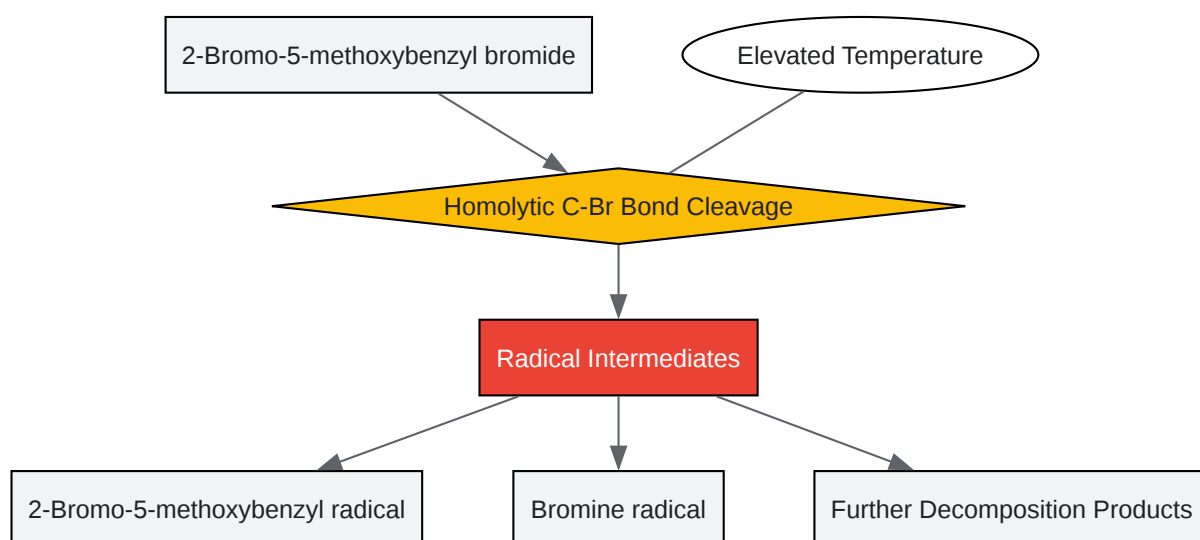 2-Bromo-5-methoxybenzyl bromide
Elevated Temperature
Homolytic C-Br Bond Cleavage
Radical Intermediates
2-Bromo-5-methoxybenzyl radical
Bromine radical
Further Decomposition Products